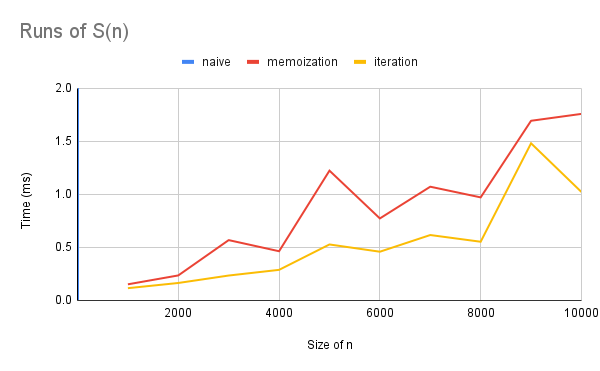 Runs of S(n)
naive memoization iteration
2.0
1.5
1.0
0.5
0.0
Time (ms)
2000 4000 6000 8000 10000
Size of n